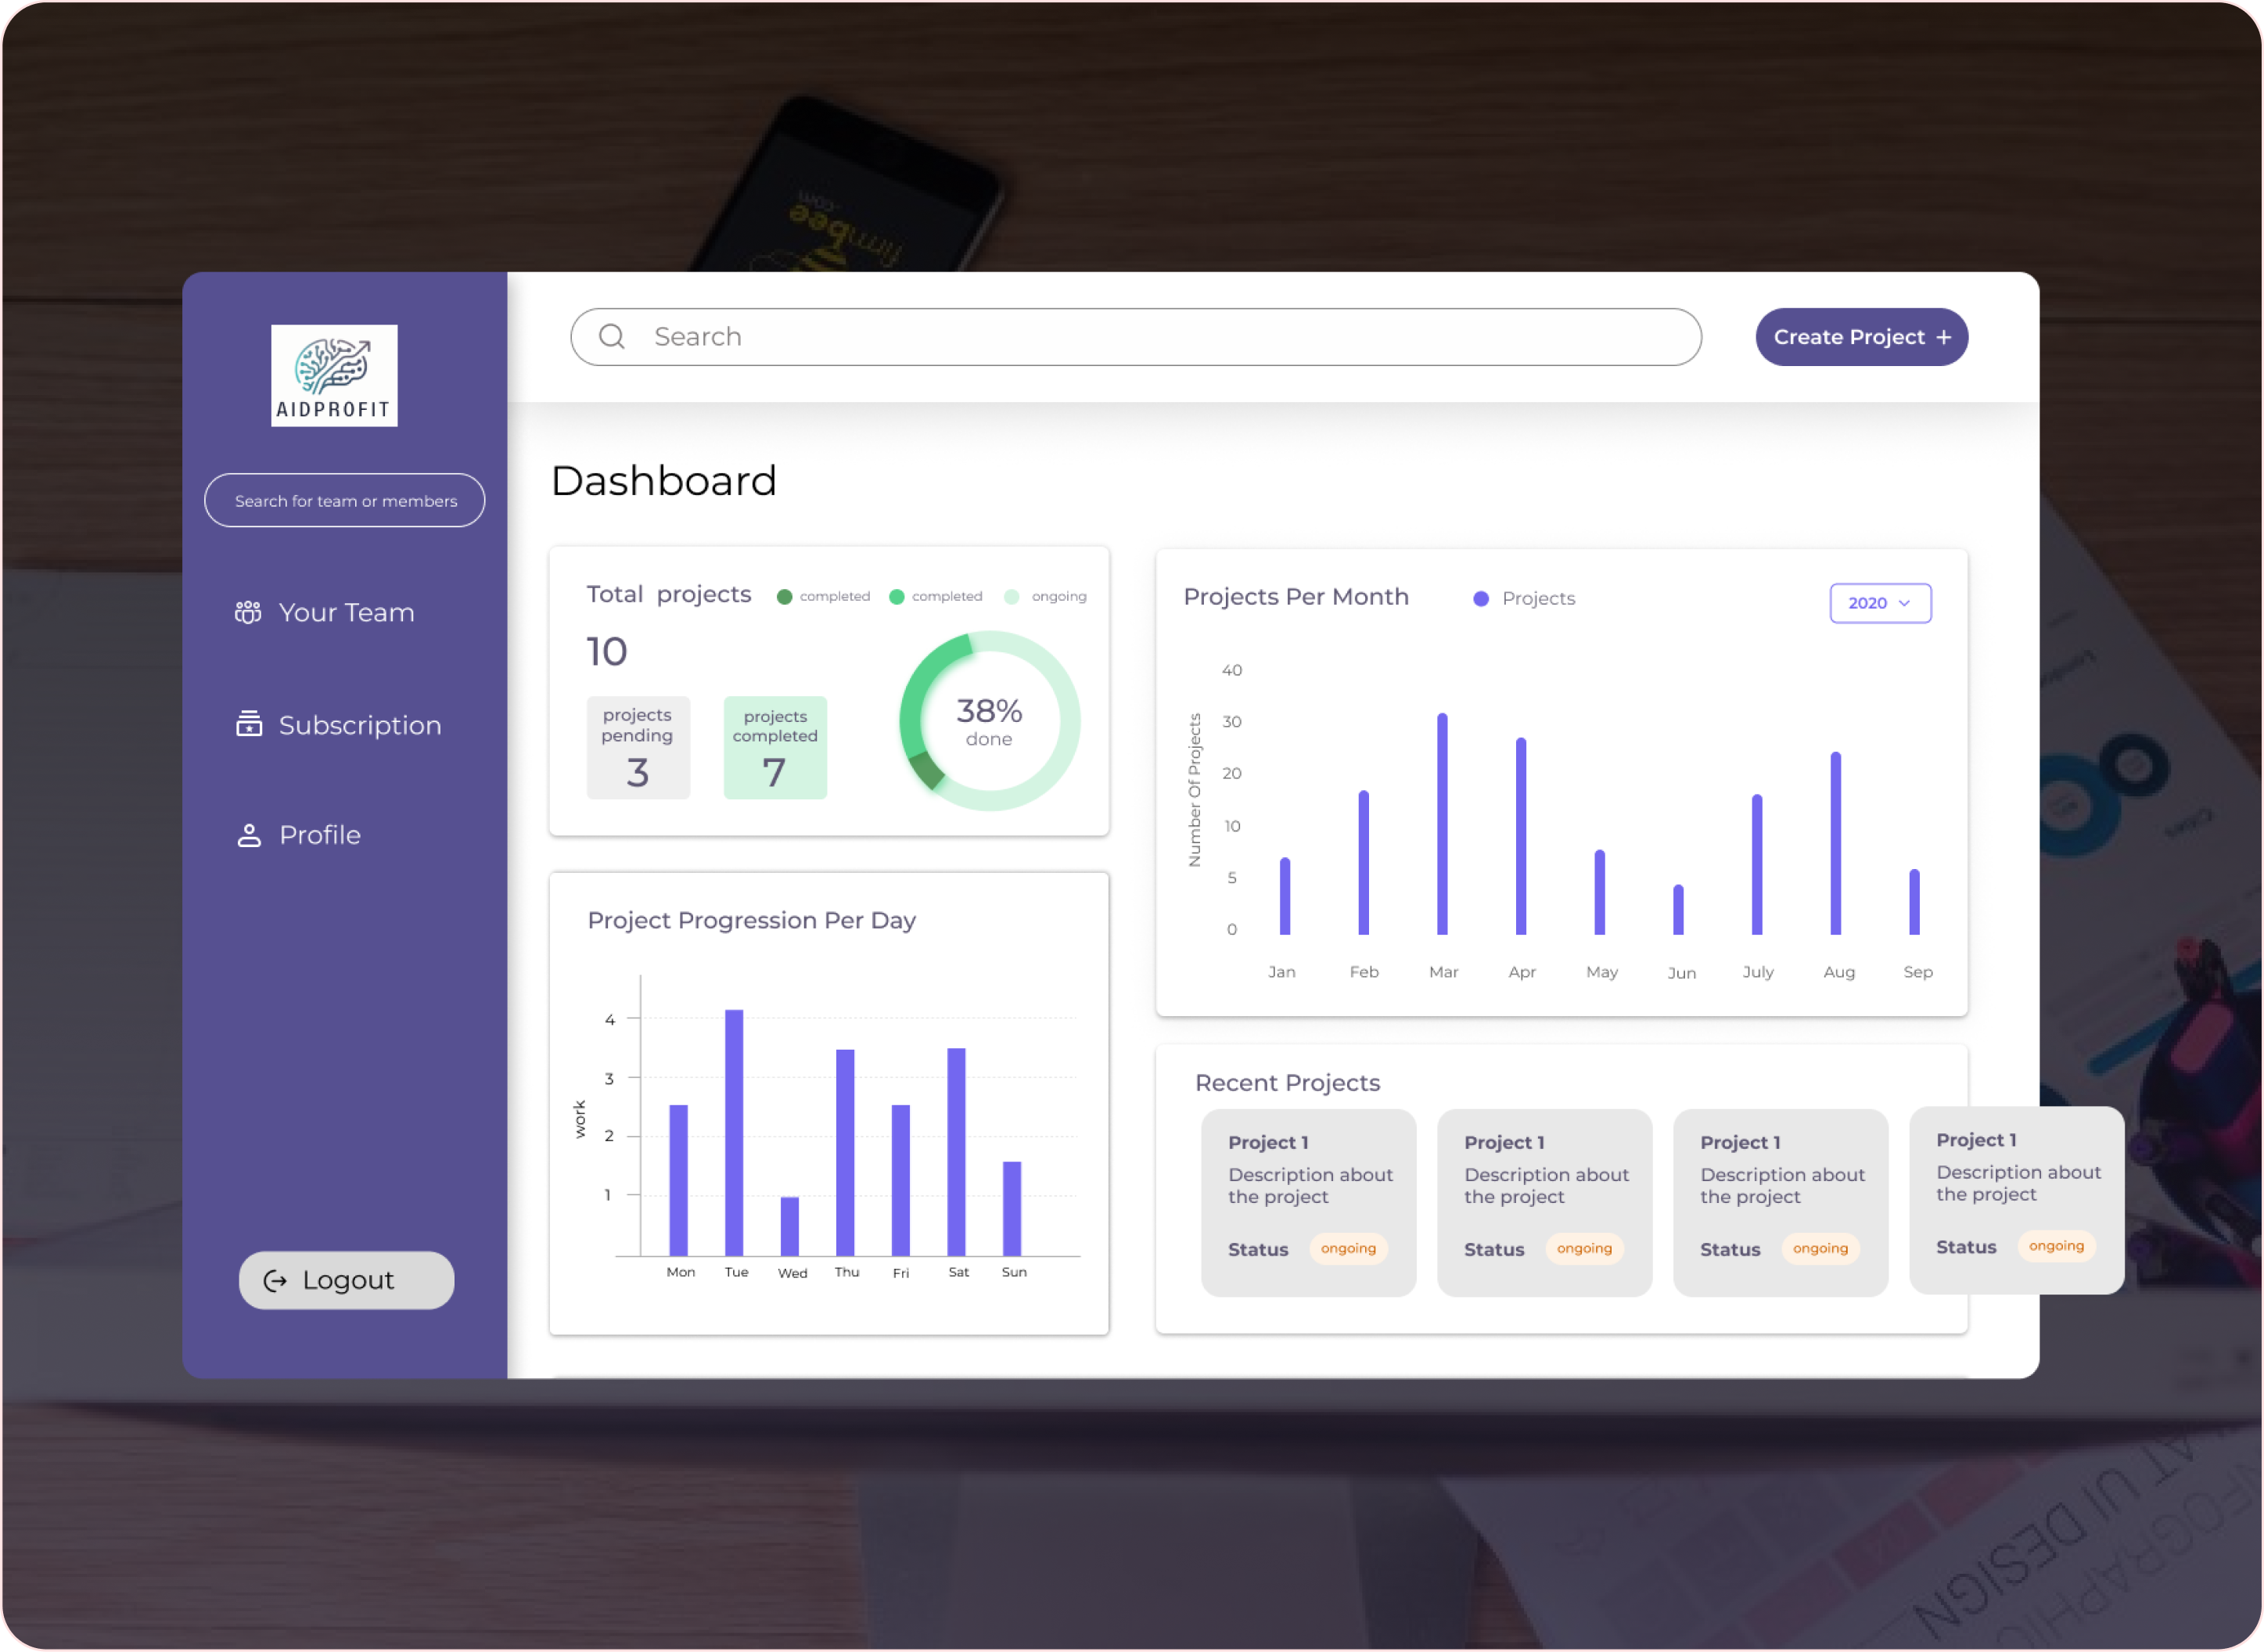 .com
firmbee
AIDPROFIT
Search for team or members
Your Team
Subscription
Profile
Logout
Search
Create Project +
Dashboard
Total projects
completed
completed
ongoing
10
projects
pending
3
projects
completed
7
38%
done
Projects Per Month
Projects
2020
Number Of Projects
40
30
20
10
5
0
Jan
Feb
Mar
Apr
May
Jun
July
Aug
Sep
Project Progression Per Day
work
4
3
2
1
Mon
Tue
Wed
Thu
Fri
Sat
Sun
Recent Projects
Project 1
Description about
the project
Status
ongoing
Project 1
Description about
the project
Status
ongoing
Project 1
Description about
the project
Status
ongoing
Project 1
Description about
the project
Status
ongoing
UI DESIGN